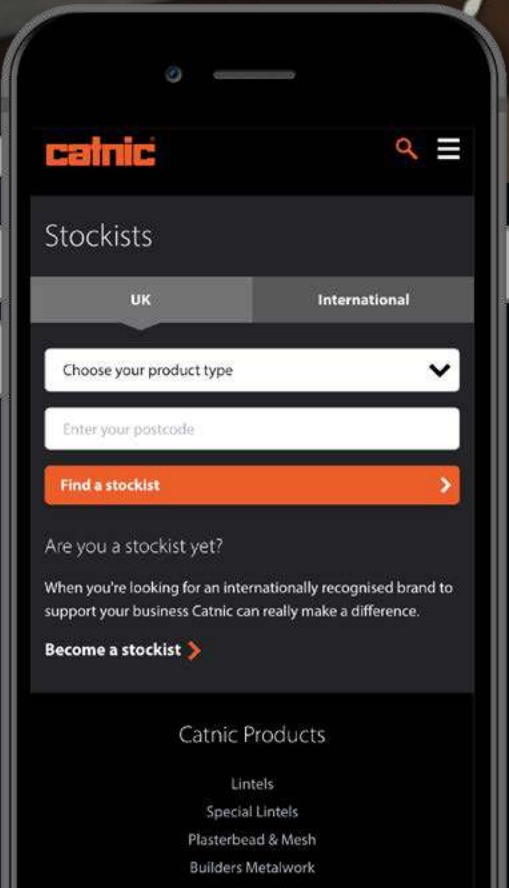 catnic
Stockists
UK
International
Choose your product type
Enter your postcode
Find a stockist
Are you a stockist yet?
When you're looking for an internationally recognised brand to
support your business Catnic can really make a difference.
Become a stockist
Catnic Products
Lintels
Special Lintels
Plasterbead & Mesh
Builders Metalwork